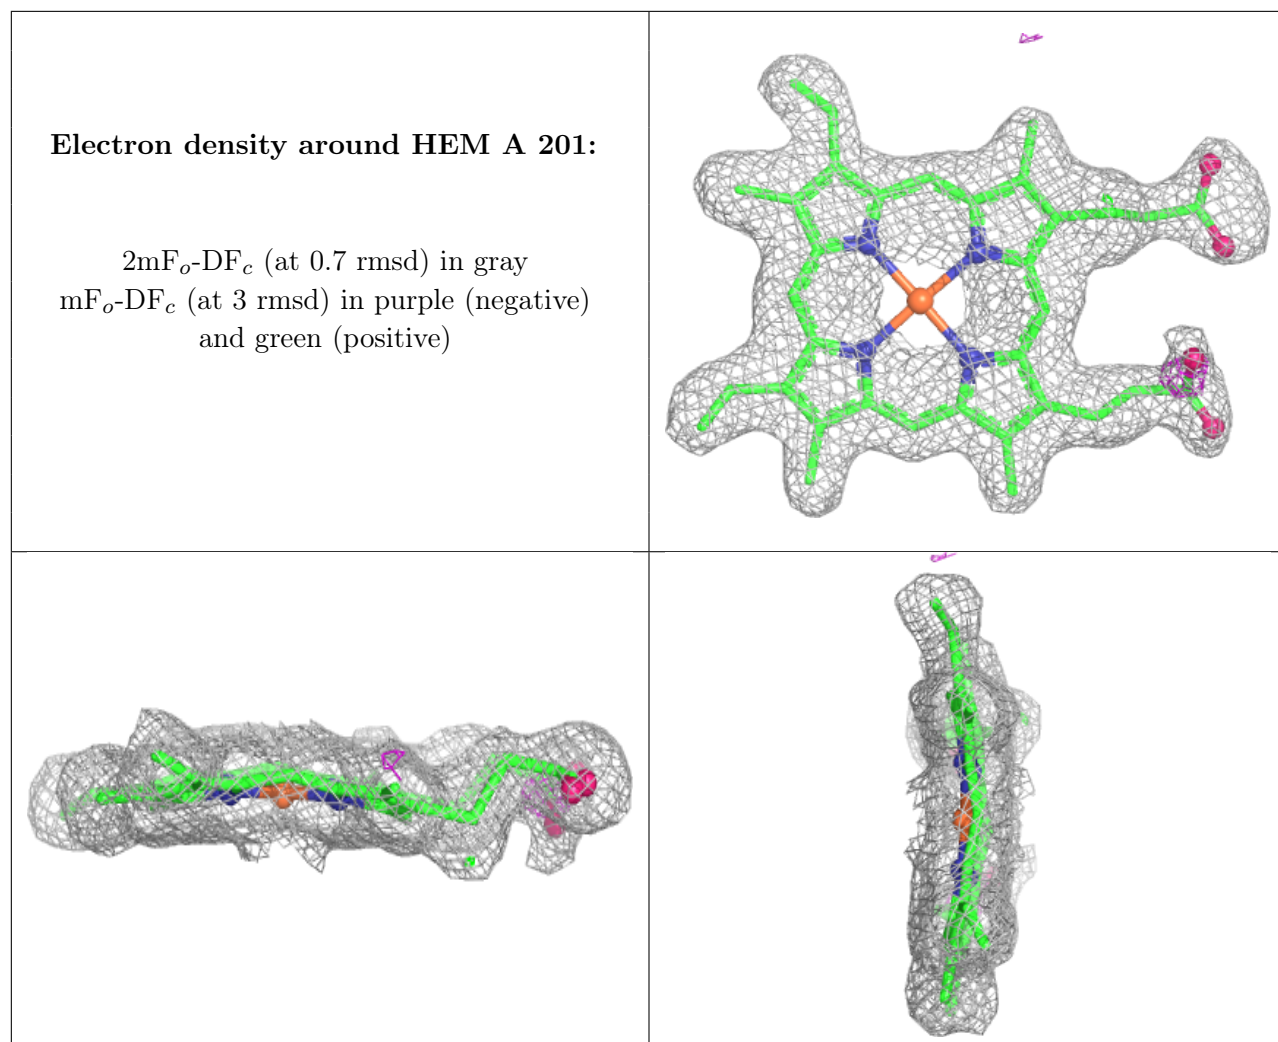 Electron density around HEM A 201:
2mFₒ-DF𝒸 (at 0.7 rmsd) in gray
mFₒ-DF𝒸 (at 3 rmsd) in purple (negative)
and green (positive)